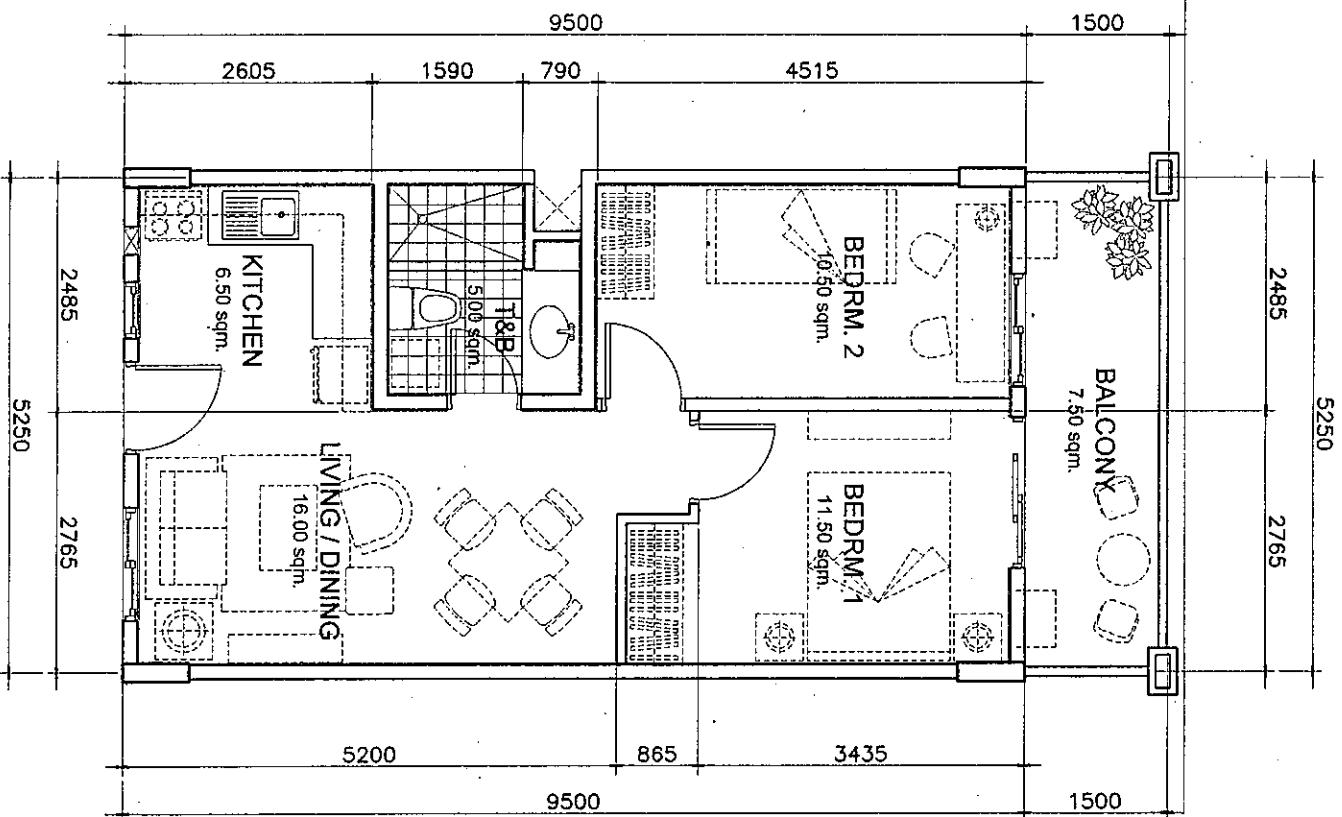 9500
1500
2605
1590
790
4515
2485
2765
5250
KITCHEN
6.50 sqm.
T&B
5.00 sqm.
BEDRM. 2
10.50 sqm.
BALCONY
7.50 sqm.
LIVING / DINING
16.00 sqm.
BEDRM. 1
11.50 sqm.
2485
2765
5250
5200
865
3435
9500
1500